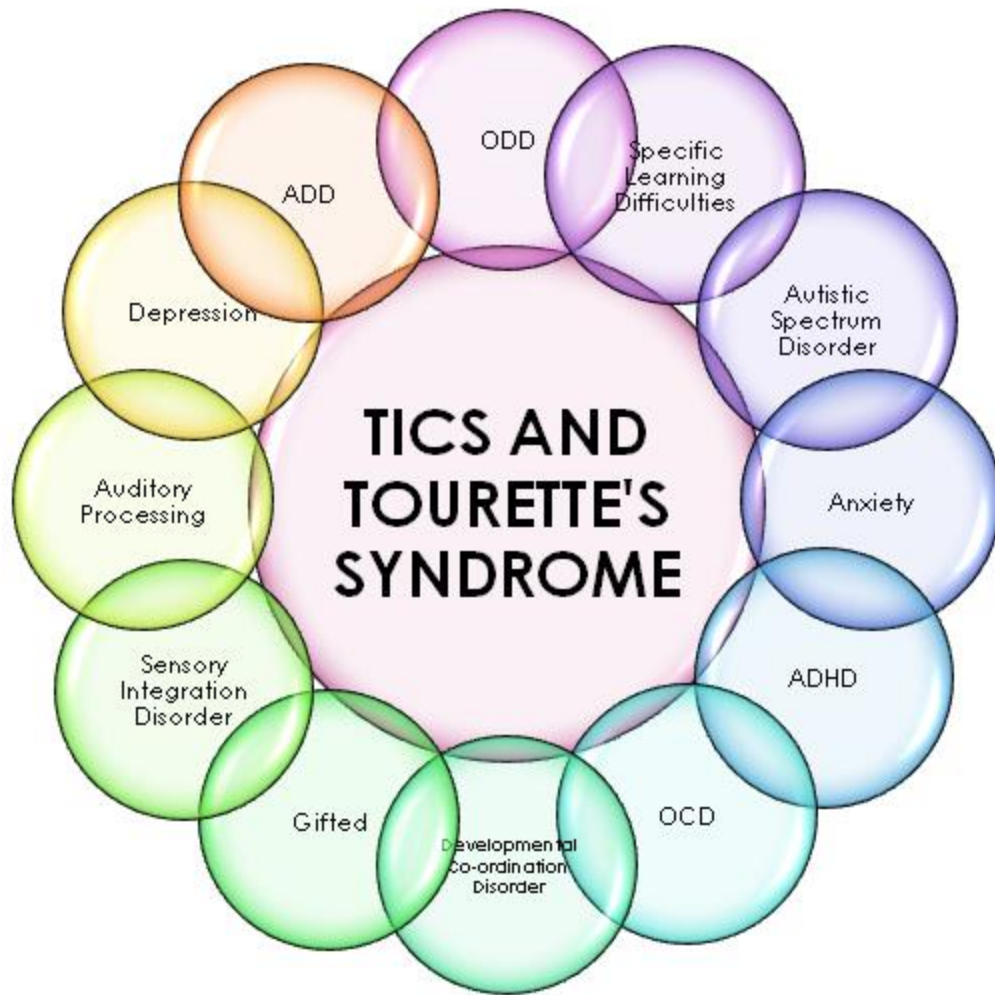 ODD
Specific
Learning
Difficulties
Autistic
Spectrum
Disorder
Anxiety
ADHD
OCD
Developmental
Co-ordination
Disorder
Gifted
Sensory
Integration
Disorder
Auditory
Processing
Depression
ADD
TICS AND
TOURETTE'S
SYNDROME